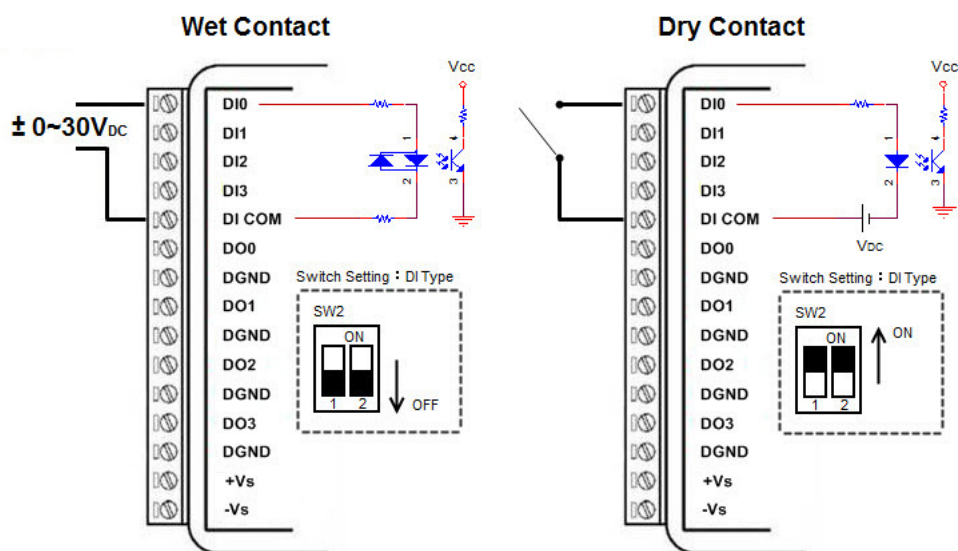 Wet Contact
± 0~30VDC
DI0
DI1
DI2
DI3
DI COM
DO0
DGND
DO1
DGND
DO2
DGND
DO3
DGND
+Vs
-Vs
Vcc
1
4
2
3
Switch Setting : DI Type
SW2
ON
1 2
OFF
Dry Contact
DI0
DI1
DI2
DI3
DI COM
DO0
DGND
DO1
DGND
DO2
DGND
DO3
DGND
+Vs
-Vs
Vcc
1
4
2
3
VDC
Switch Setting : DI Type
SW2
ON
1 2
ON